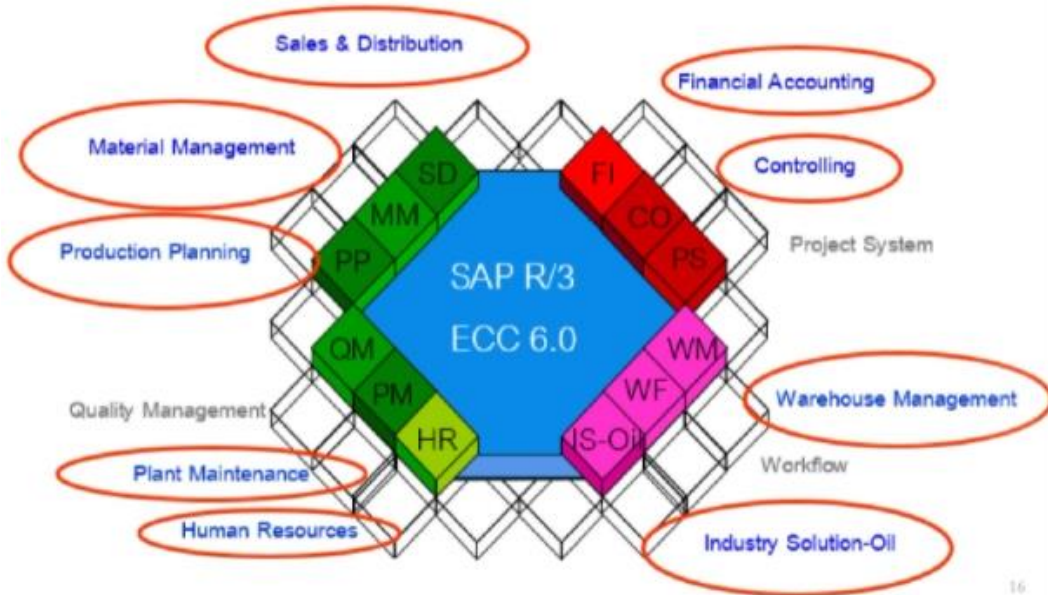 Sales & Distribution
Financial Accounting
Material Management
Controlling
Production Planning
Project System
SD
MM
PP
FI
CO
PS
SAP R/3
ECC 6.0
QM
PM
HR
WM
WF
IS-Oil
Quality Management
Warehouse Management
Plant Maintenance
Workflow
Human Resources
Industry Solution-Oil
16